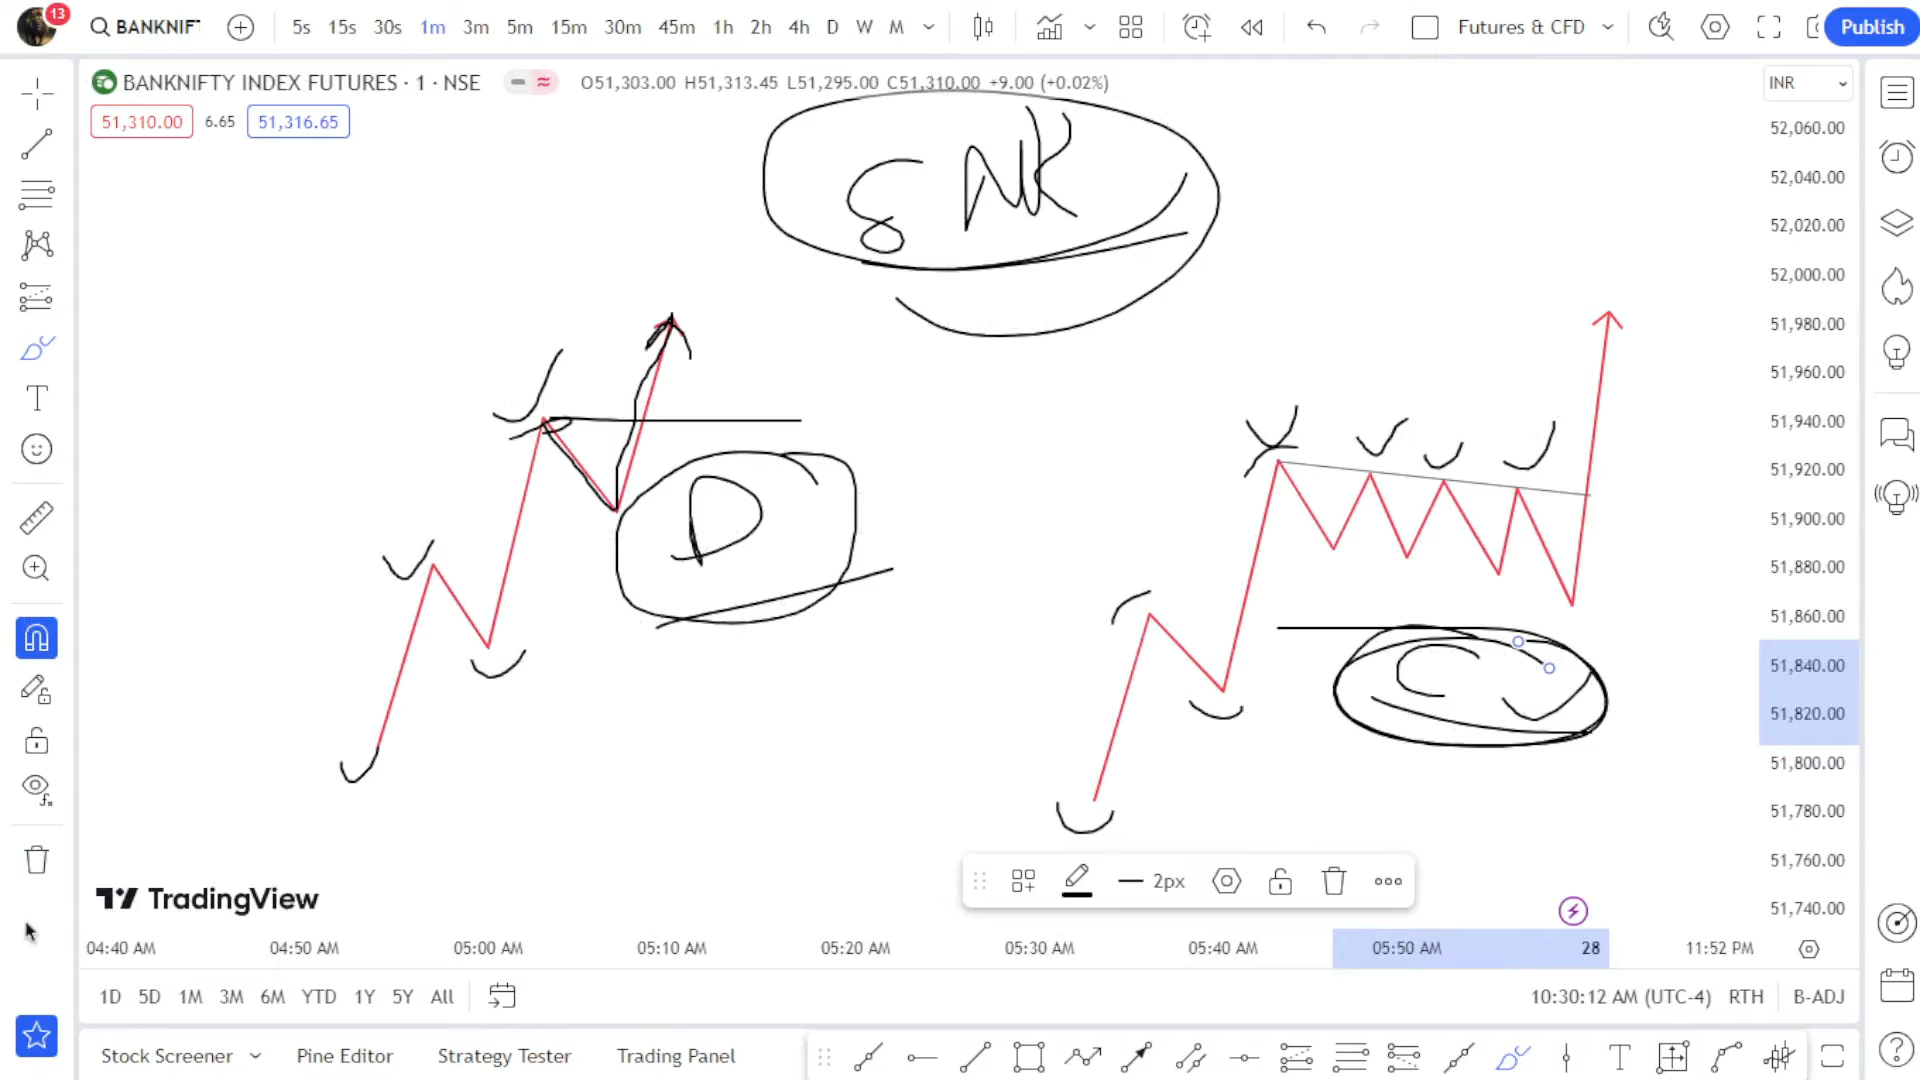 13
BANKNIF
5s 15s 30s 1m 3m 5m 15m 30m 45m 1h 2h 4h D W M
Futures & CFD
Publish
BANKNIFTY INDEX FUTURES · 1 · NSE
O51,303.00 H51,313.45 L51,295.00 C51,310.00 +9.00 (+0.02%)
INR
51,310.00 6.65 51,316.65
52,060.00
52,040.00
52,020.00
52,000.00
51,980.00
51,960.00
51,940.00
51,920.00
51,900.00
51,880.00
51,860.00
51,840.00
51,820.00
51,800.00
51,780.00
51,760.00
51,740.00
D
C
TradingView
2px
04:40 AM 04:50 AM 05:00 AM 05:10 AM 05:20 AM 05:30 AM 05:40 AM 05:50 AM 28 11:52 PM
1D 5D 1M 3M 6M YTD 1Y 5Y All
10:30:12 AM (UTC-4) RTH B-ADJ
Stock Screener Pine Editor Strategy Tester Trading Panel